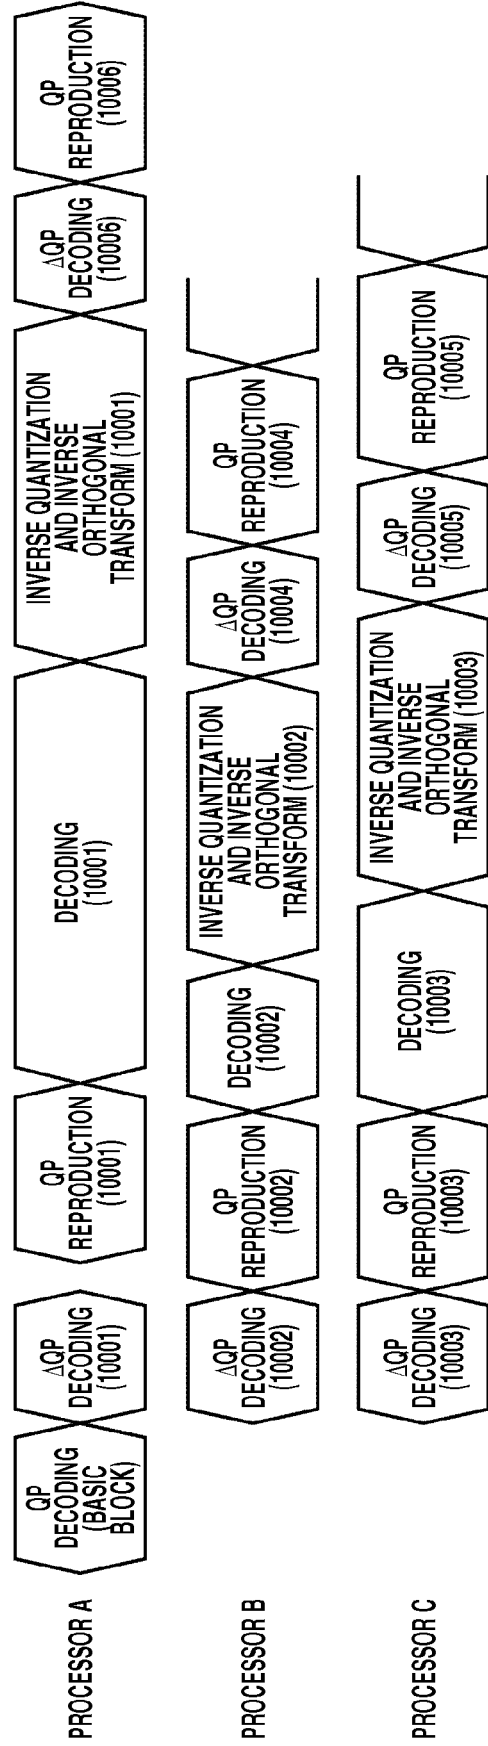 PROCESSOR A
QP
DECODING
(BASIC
BLOCK)
ΔQP
DECODING
(10001)
QP
REPRODUCTION
(10001)
DECODING
(10001)
INVERSE QUANTIZATION
AND INVERSE
ORTHOGONAL
TRANSFORM (10001)
ΔQP
DECODING
(10006)
QP
REPRODUCTION
(10006)
PROCESSOR B
ΔQP
DECODING
(10002)
QP
REPRODUCTION
(10002)
DECODING
(10002)
INVERSE QUANTIZATION
AND INVERSE
ORTHOGONAL
TRANSFORM (10002)
ΔQP
DECODING
(10004)
QP
REPRODUCTION
(10004)
PROCESSOR C
ΔQP
DECODING
(10003)
QP
REPRODUCTION
(10003)
DECODING
(10003)
INVERSE QUANTIZATION
AND INVERSE
ORTHOGONAL
TRANSFORM (10003)
ΔQP
DECODING
(10005)
QP
REPRODUCTION
(10005)